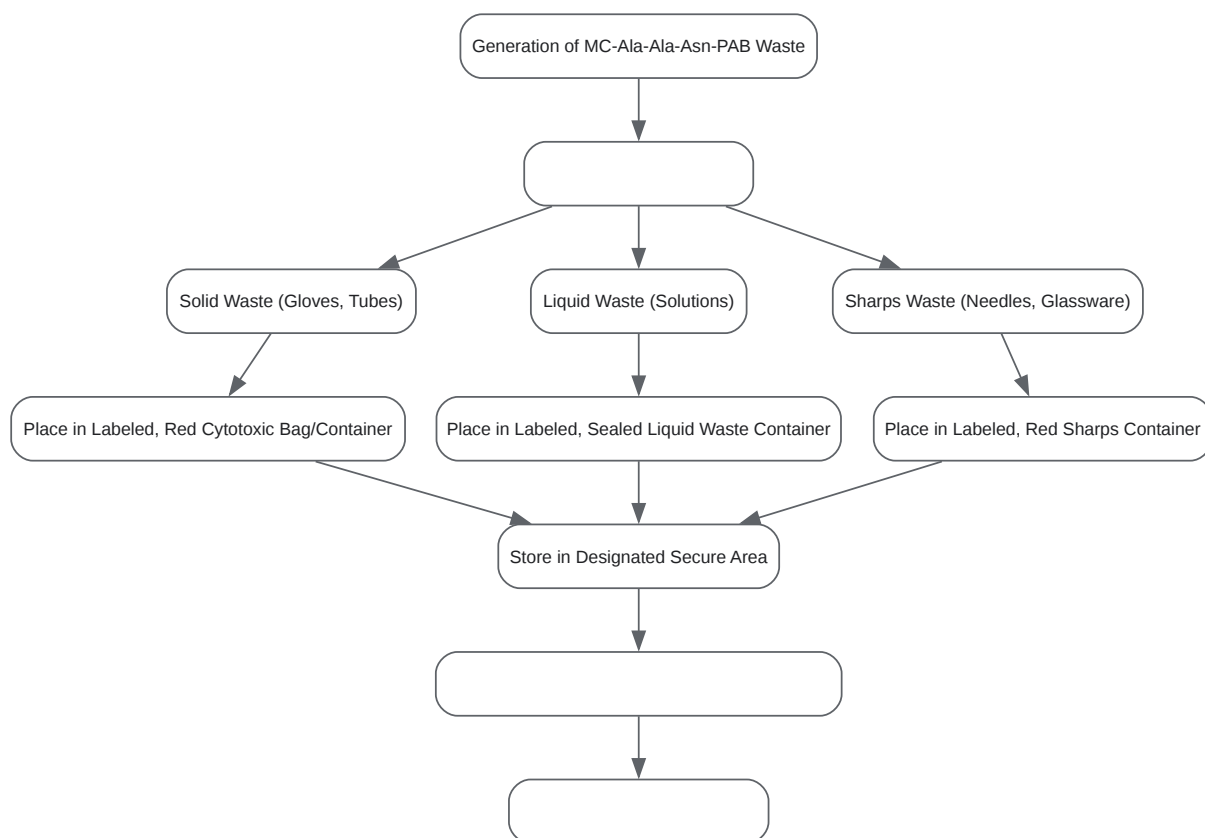 Generation of MC-Ala-Ala-Asn-PAB Waste
Solid Waste (Gloves, Tubes)
Liquid Waste (Solutions)
Sharps Waste (Needles, Glassware)
Place in Labeled, Red Cytotoxic Bag/Container
Place in Labeled, Sealed Liquid Waste Container
Place in Labeled, Red Sharps Container
Store in Designated Secure Area